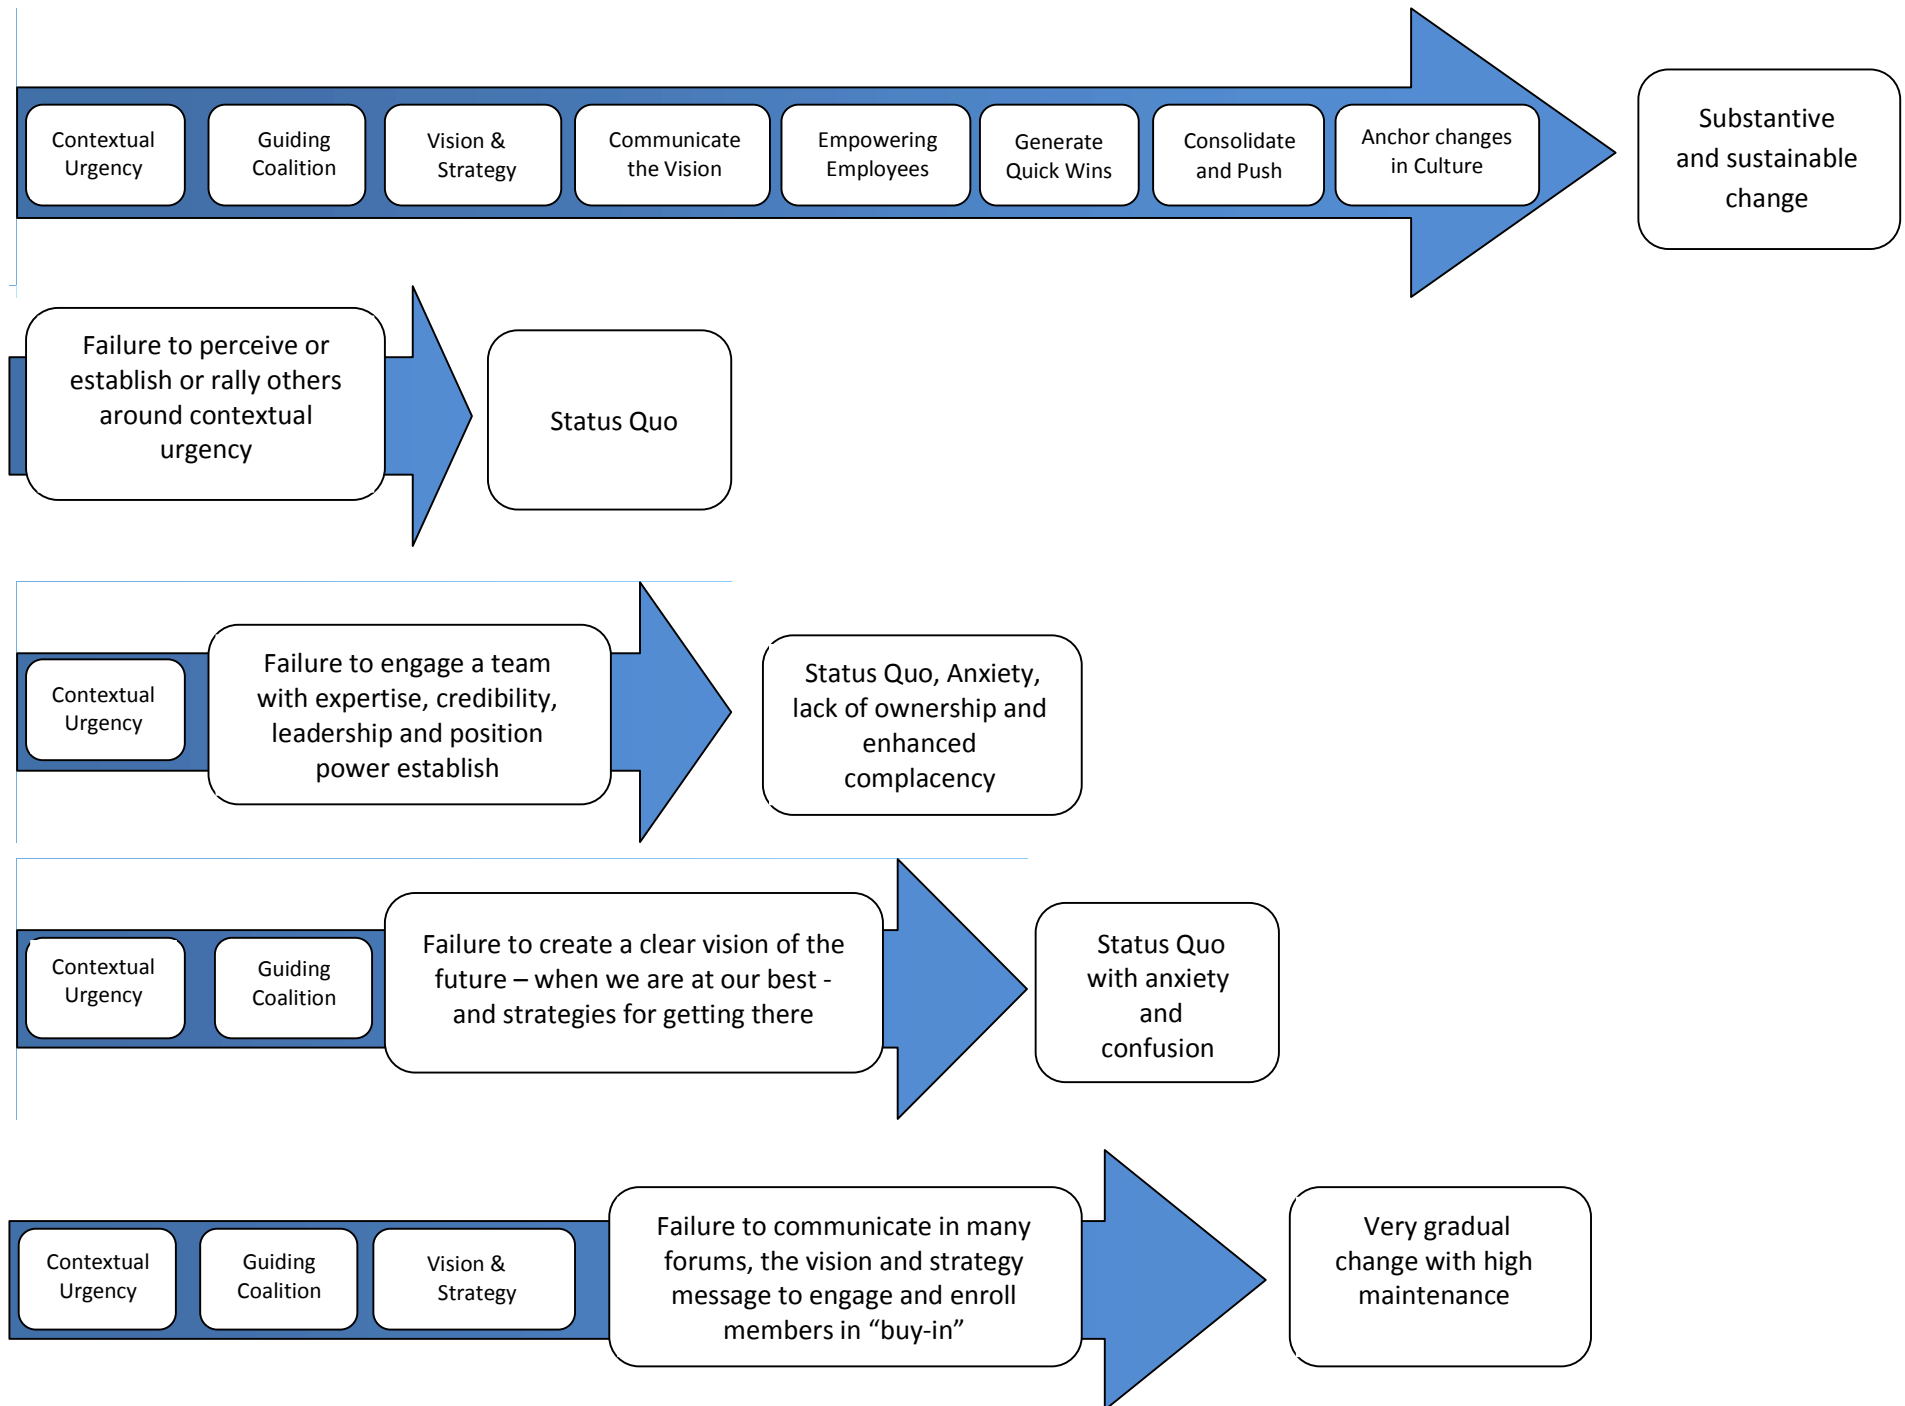 Contextual
Urgency
Guiding
Coalition
Vision &
Strategy
Communicate
the Vision
Empowering
Employees
Generate
Quick Wins
Consolidate
and Push
Anchor changes
in Culture
Substantive
and sustainable
change
Failure to perceive or
establish or rally others
around contextual
urgency
Status Quo
Contextual
Urgency
Failure to engage a team
with expertise, credibility,
leadership and position
power establish
Status Quo, Anxiety,
lack of ownership and
enhanced
complacency
Contextual
Urgency
Guiding
Coalition
Failure to create a clear vision of the
future – when we are at our best -
and strategies for getting there
Status Quo
with anxiety
and
confusion
Contextual
Urgency
Guiding
Coalition
Vision &
Strategy
Failure to communicate in many
forums, the vision and strategy
message to engage and enroll
members in “buy-in”
Very gradual
change with high
maintenance